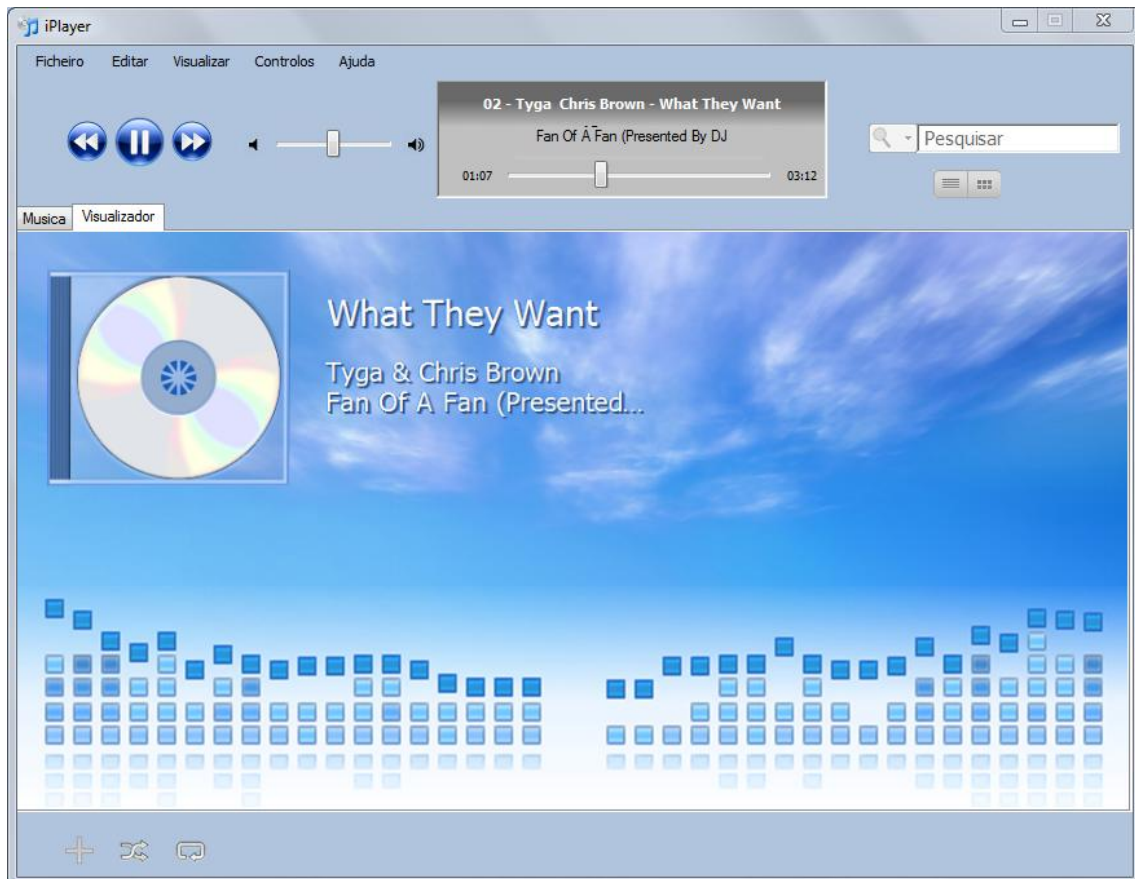 iPlayer
Ficheiro Editar Visualizar Controlos Ajuda
02 - Tyga Chris Brown - What They Want
Fan Of A Fan (Presented By DJ
01:07 03:12
Pesquisar
Musica Visualizador
What They Want
Tyga & Chris Brown
Fan Of A Fan (Presented...